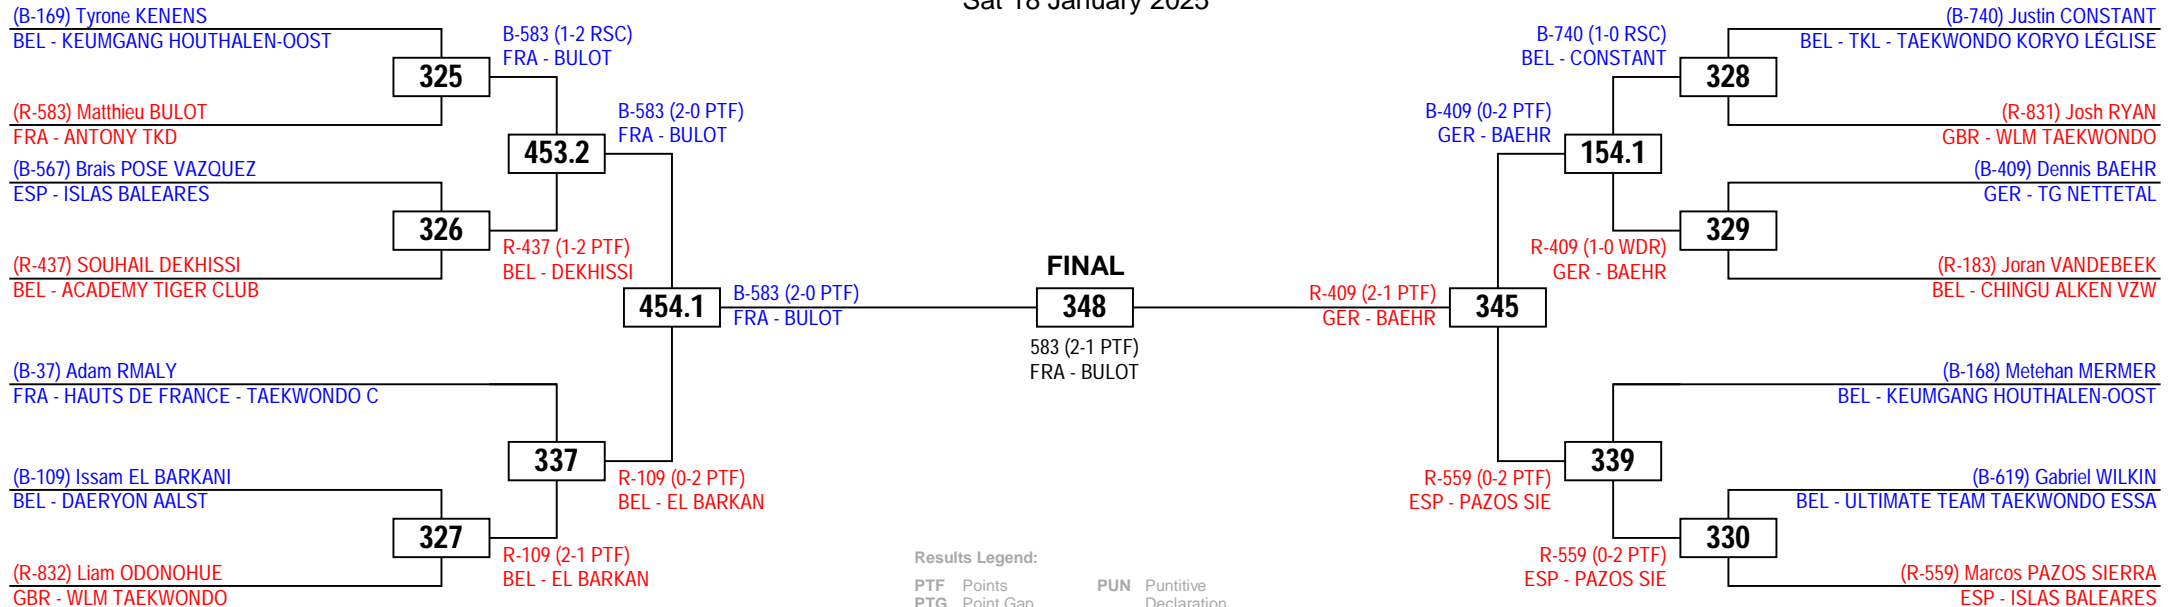 Sat 18 January 2025
(B-169) Tyrone KENENS
BEL - KEUMGANG HOUTHALEN-OOST
325
(R-583) Matthieu BULOT
FRA - ANTONY TKD
B-583 (1-2 RSC)
FRA - BULOT
(B-567) Brais POSE VAZQUEZ
ESP - ISLAS BALEARES
326
(R-437) SOUHAIL DEKHISSI
BEL - ACADEMY TIGER CLUB
R-437 (1-2 PTF)
BEL - DEKHISSI
453.2
B-583 (2-0 PTF)
FRA - BULOT
(B-37) Adam RMALY
FRA - HAUTS DE FRANCE - TAEKWONDO C
337
(B-109) Issam EL BARKANI
BEL - DAERYON AALST
327
(R-832) Liam ODONOHUE
GBR - WLM TAEKWONDO
R-109 (2-1 PTF)
BEL - EL BARKAN
R-109 (0-2 PTF)
BEL - EL BARKAN
454.1
B-583 (2-0 PTF)
FRA - BULOT
FINAL
348
583 (2-1 PTF)
FRA - BULOT
R-409 (2-1 PTF)
GER - BAEHR
345
B-409 (0-2 PTF)
GER - BAEHR
154.1
B-740 (1-0 RSC)
BEL - CONSTANT
328
(B-740) Justin CONSTANT
BEL - TKL - TAEKWONDO KORYO LÉGLISE
(R-831) Josh RYAN
GBR - WLM TAEKWONDO
(B-409) Dennis BAEHR
GER - TG NETTETAL
329
R-409 (1-0 WDR)
GER - BAEHR
(R-183) Joran VANDEBEEK
BEL - CHINGU ALKEN VZW
(B-168) Metehan MERMER
BEL - KEUMGANG HOUTHALEN-OOST
339
R-559 (0-2 PTF)
ESP - PAZOS SIE
(B-619) Gabriel WILKIN
BEL - ULTIMATE TEAM TAEKWONDO ESSA
330
R-559 (0-2 PTF)
ESP - PAZOS SIE
(R-559) Marcos PAZOS SIERRA
ESP - ISLAS BALEARES
Results Legend:
PTF Points PUN Puntitive
PTG Point Gap Declaration